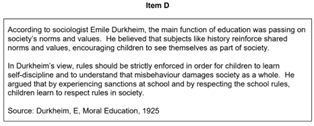 Item D
According to sociologist Emile Durkheim, the main function of education was passing on
society's norms and values.  He believed that subjects like history reinforce shared
norms and values, encouraging children to see themselves as part of society.
In Durkheim's view, rules should be strictly enforced in order for children to learn
self-discipline and to understand that misbehaviour damages society as a whole.  He
argued that by experiencing sanctions at school and by respecting the school rules,
children learn to respect rules in society.
Source: Durkheim, E, Moral Education, 1925